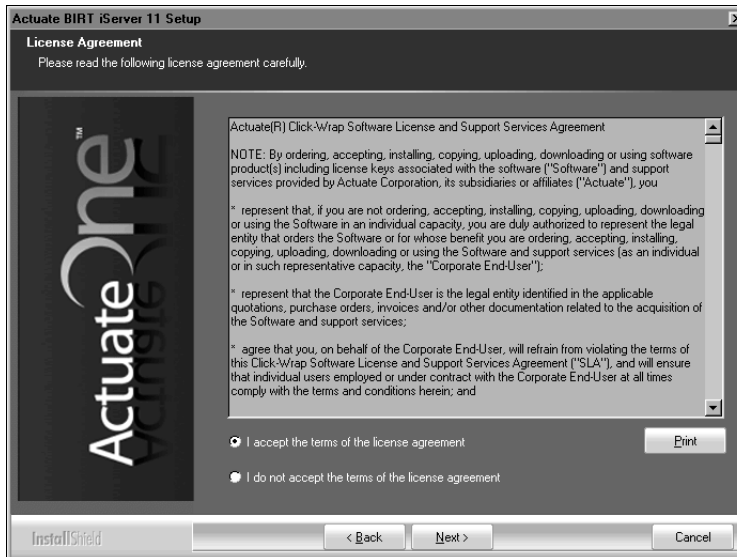 Actuate BIRT iServer 11 Setup
License Agreement
Please read the following license agreement carefully.
ActuateOne™
Actuate(R) Click-Wrap Software License and Support Services Agreement
NOTE: By ordering, accepting, installing, copying, uploading, downloading or using software
product(s) including license keys associated with the software ("Software") and support
services provided by Actuate Corporation, its subsidiaries or affiliates ("Actuate"), you
* represent that, if you are not ordering, accepting, installing, copying, uploading, downloading
or using the Software in an individual capacity, you are duly authorized to represent the legal
entity that orders the Software or for whose benefit you are ordering, accepting, installing,
copying, uploading, downloading or using the Software and support services (as an individual
or in such representative capacity, the "Corporate End-User");
* represent that the Corporate End-User is the legal entity identified in the applicable
quotations, purchase orders, invoices and/or other documentation related to the acquisition of
the Software and support services;
* agree that you, on behalf of the Corporate End-User, will refrain from violating the terms of
this Click-Wrap Software License and Support Services Agreement ("SLA"), and will ensure
that individual users employed or under contract with the Corporate End-User at all times
comply with the terms and conditions herein; and
I accept the terms of the license agreement
Print
I do not accept the terms of the license agreement
InstallShield
< Back
Next >
Cancel